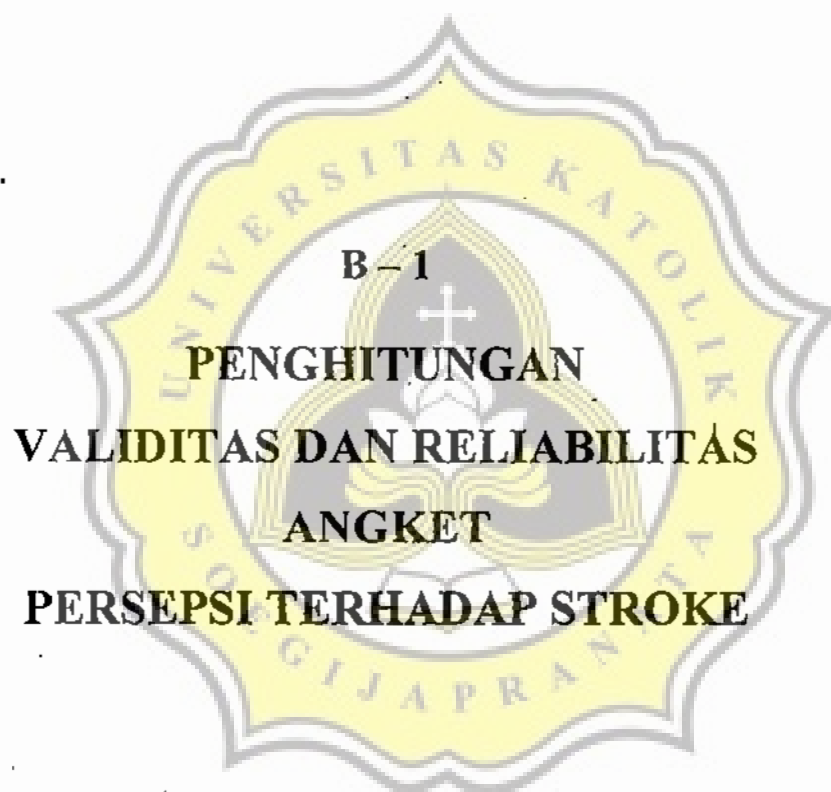 B – 1
PENGHITUNGAN
VALIDITAS DAN RELIABILITAS
ANGKET
PERSEPSI TERHADAP STROKE
UNIVERSITAS KATOLIK
SOEGIJAPRANATA